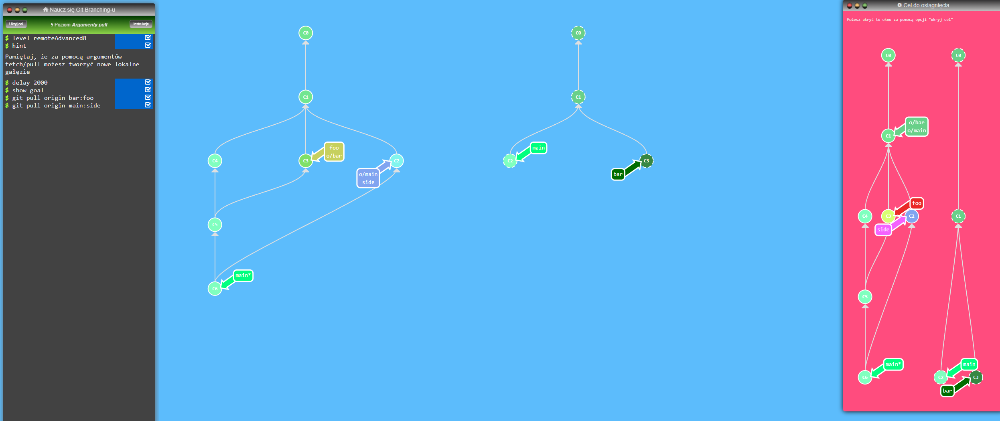 Naucz się Git Branching-u
Ukryj cel
Poziom Argumenty pull
Instrukcje
$ level remoteAdvanced8
$ hint
Pamiętaj, że za pomocą argumentów
fetch/pull możesz tworzyć nowe lokalne
gałęzie
$ delay 2000
$ show goal
$ git pull origin bar:foo
$ git pull origin main:side
C0
C1
foo
o/bar
C4
C3
C2
o/main
side
C5
main*
C6
C0
C1
main
C2
C3
bar
Cel do osiągnięcia
Możesz ukryć to okno za pomocą opcji "ukryj cel"
C0
C0
o/bar
o/main
C1
foo
C4
C3
C2
C1
side
C5
main*
main
C6
C2
C3
bar